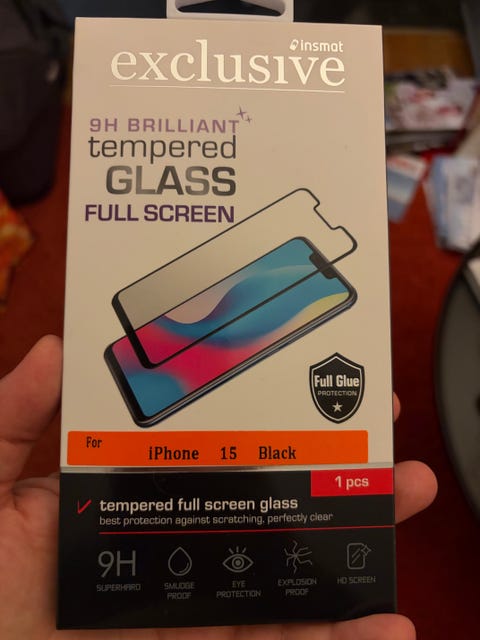 insmat
exclusive
9H BRILLIANT
tempered
GLASS
FULL SCREEN
Full Glue
PROTECTION
For
iPhone 15 Black
1 pcs
tempered full screen glass
best protection against scratching, perfectly clear
9H
SUPERHARD
SMUDGE
PROOF
EYE
PROTECTION
EXPLOSION
PROOF
HD SCREEN